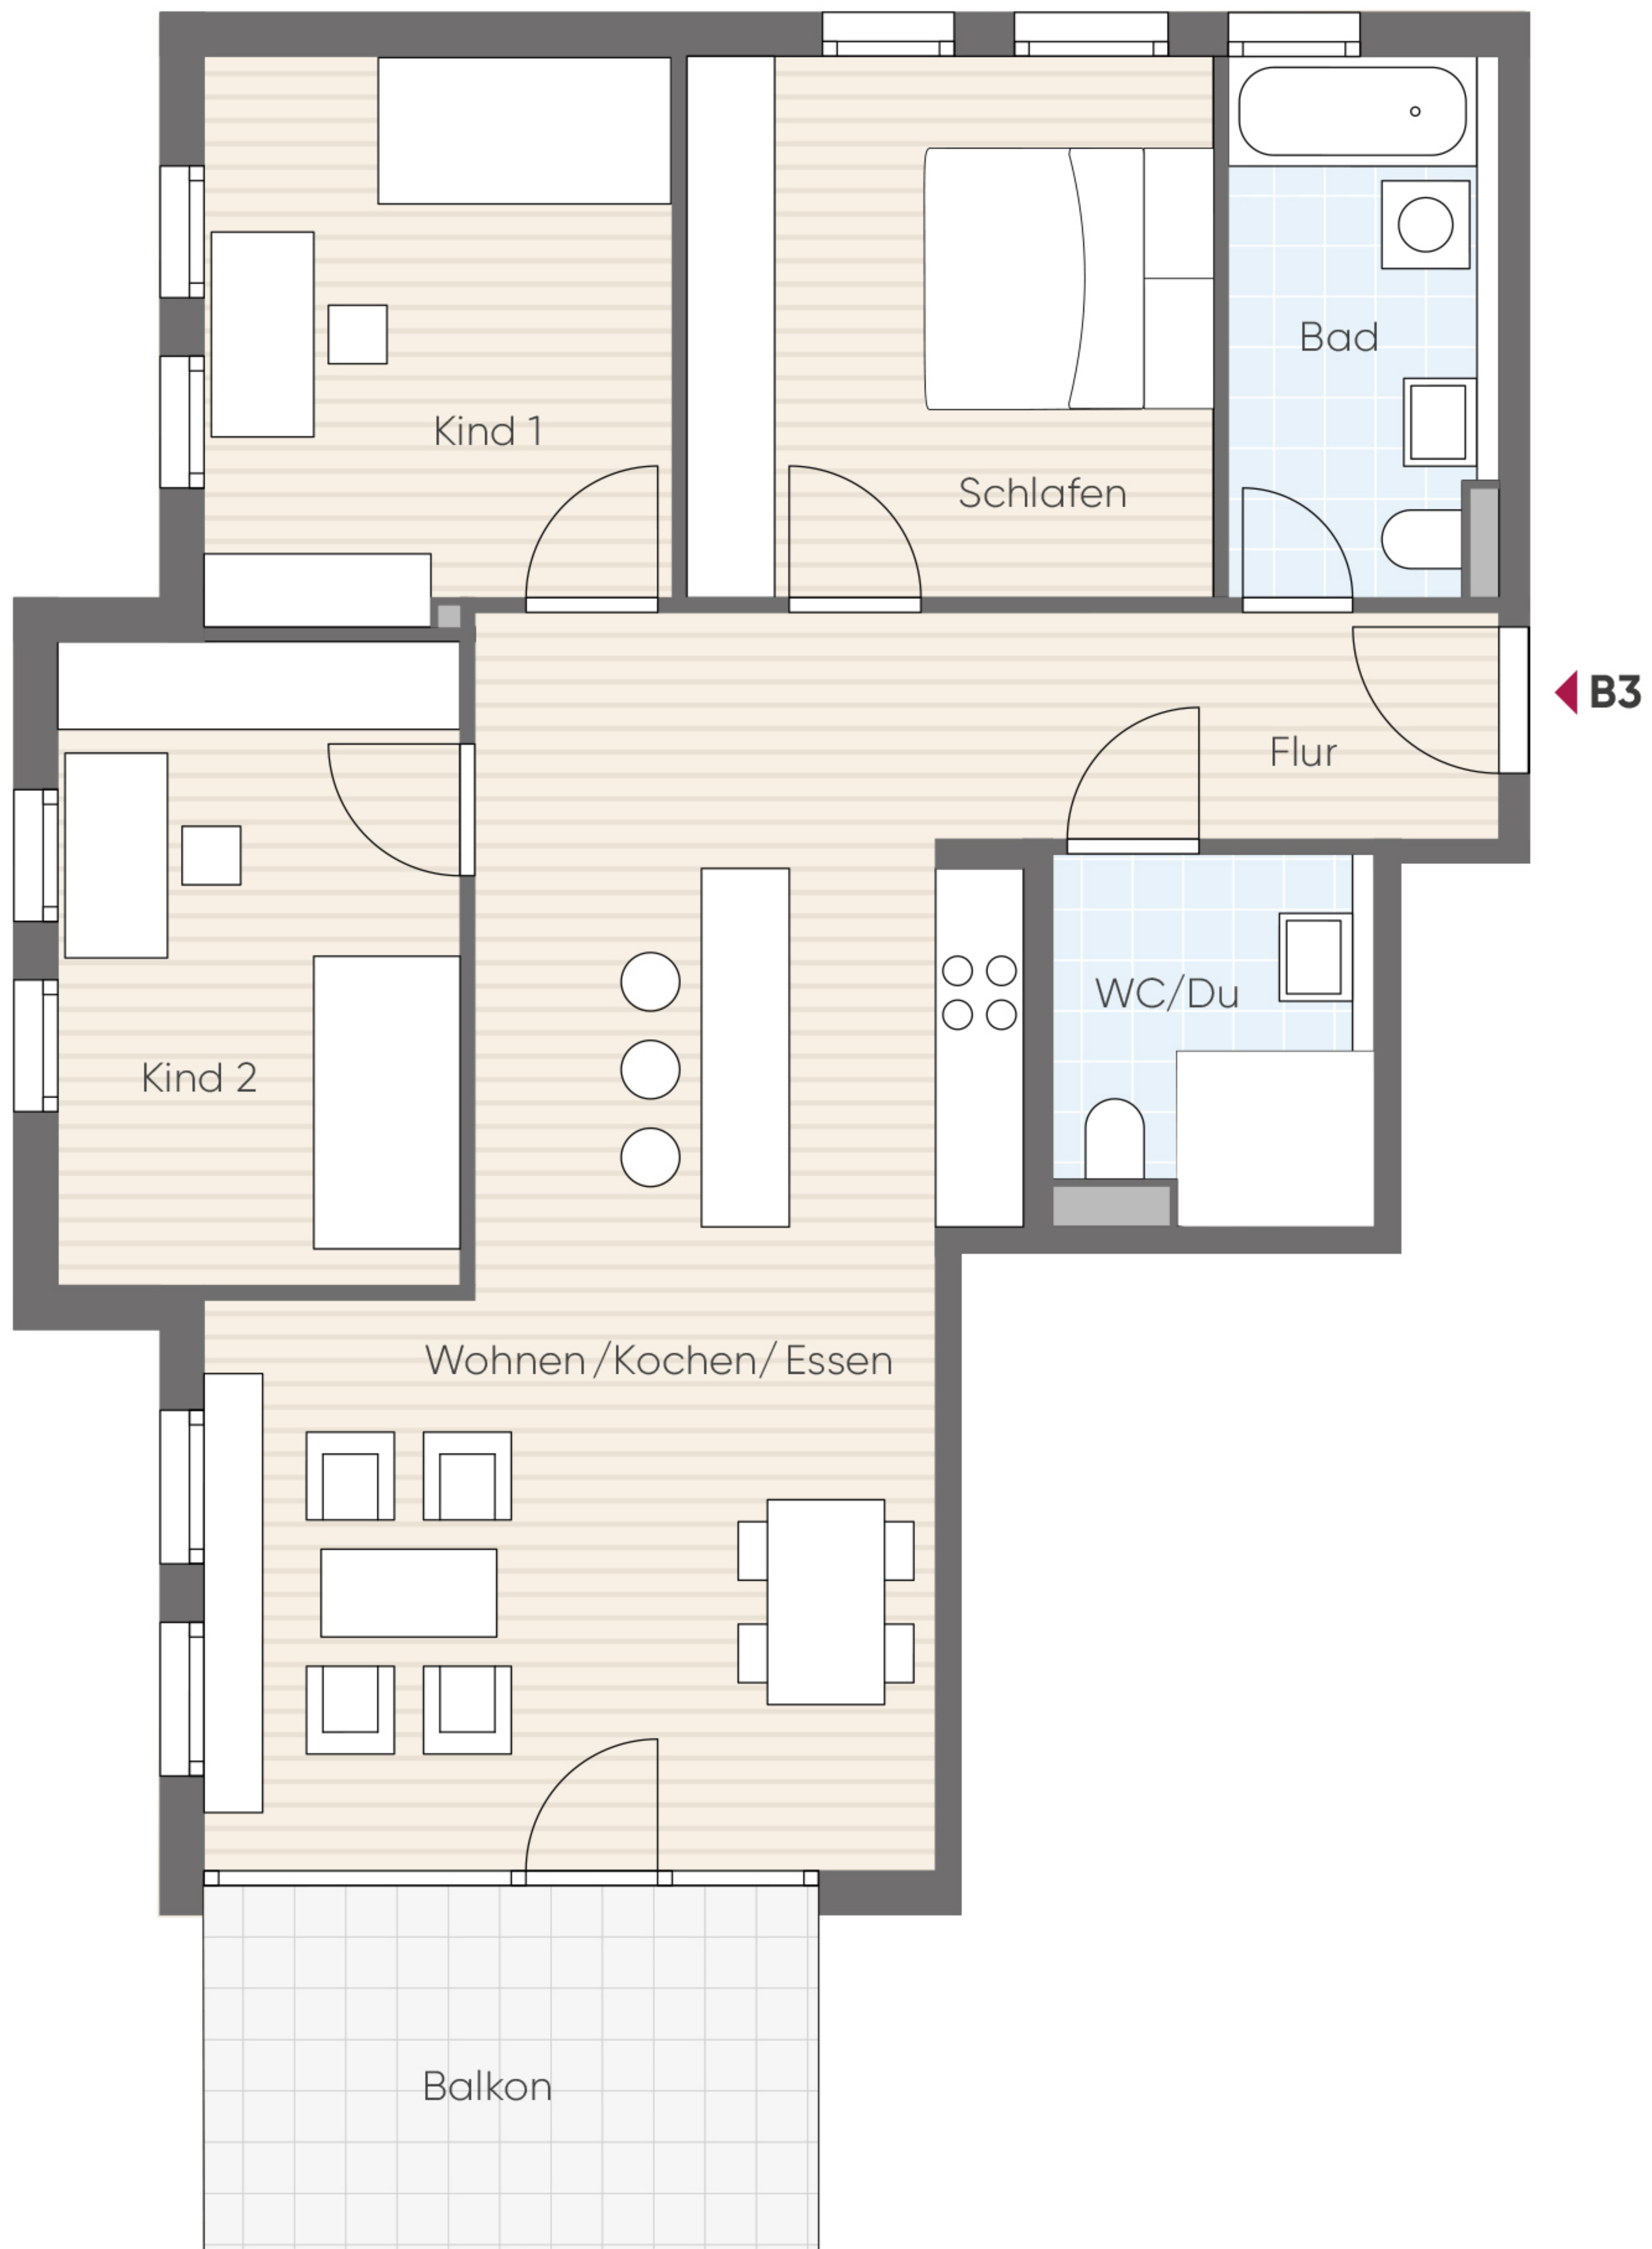 Bad
Kind 1
Schlafen
B3
Flur
WC/Du
Kind 2
Wohnen/Kochen/Essen
Balkon